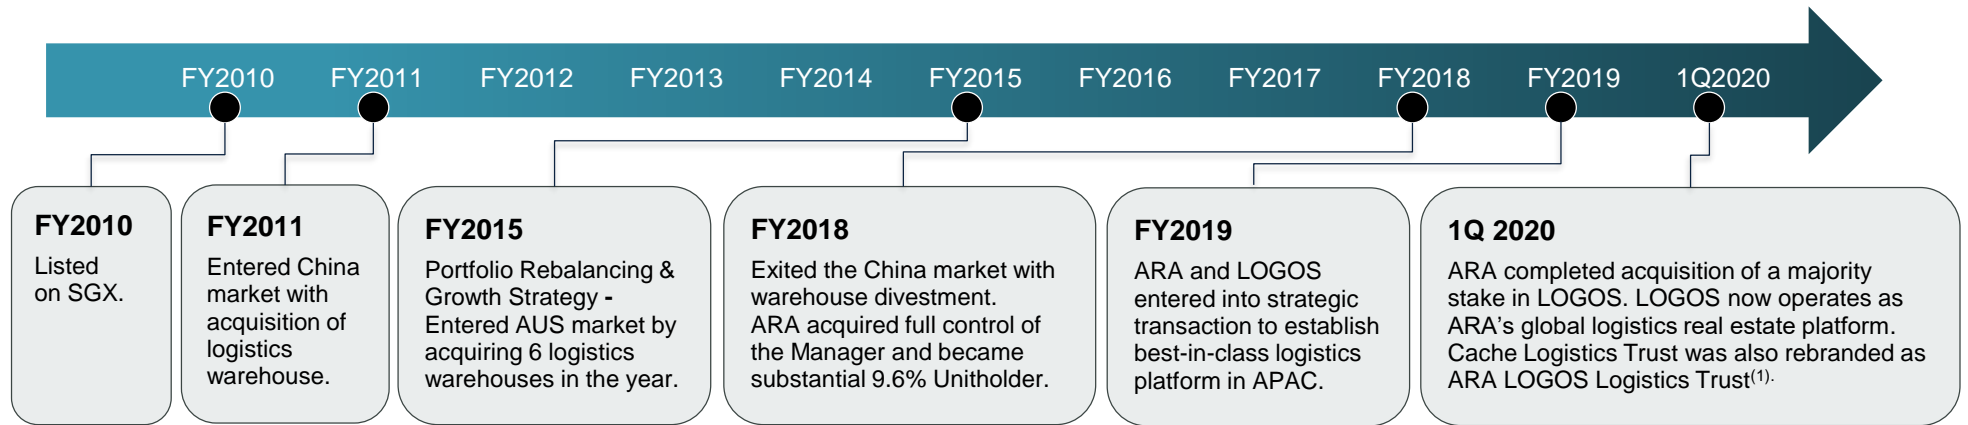 FY2010 FY2011 FY2012 FY2013 FY2014 FY2015 FY2016 FY2017 FY2018 FY2019 1Q2020
FY2010
Listed
on SGX.
FY2011
Entered China
market with
acquisition of
logistics
warehouse.
FY2015
Portfolio Rebalancing &
Growth Strategy -
Entered AUS market by
acquiring 6 logistics
warehouses in the year.
FY2018
Exited the China market with
warehouse divestment.
ARA acquired full control of
the Manager and became
substantial 9.6% Unitholder.
FY2019
ARA and LOGOS
entered into strategic
transaction to establish
best-in-class logistics
platform in APAC.
1Q 2020
ARA completed acquisition of a majority
stake in LOGOS. LOGOS now operates as
ARA's global logistics real estate platform.
Cache Logistics Trust was also rebranded as
ARA LOGOS Logistics Trust(1).